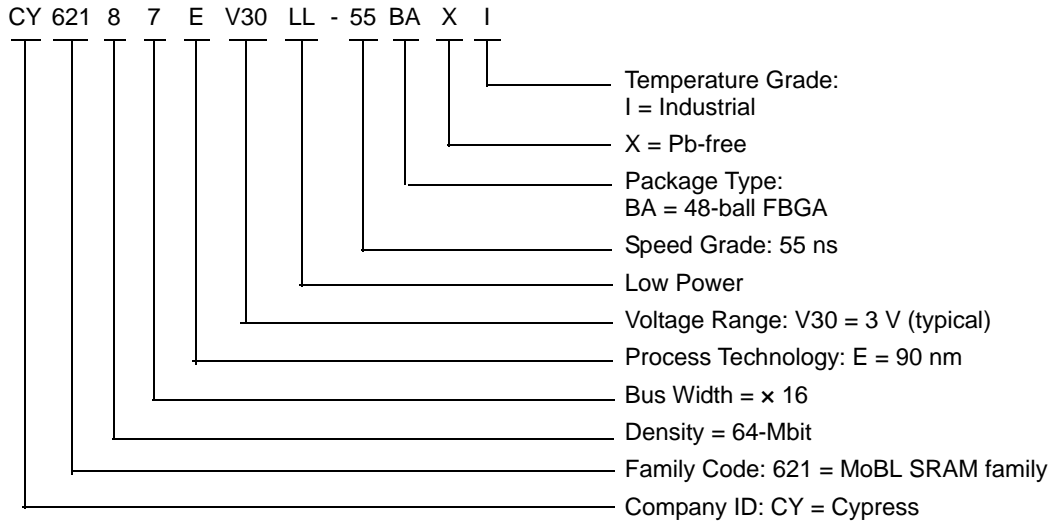 CY 621 8 7 E V30 LL - 55 BA X I
Temperature Grade:
I = Industrial
X = Pb-free
Package Type:
BA = 48-ball FBGA
Speed Grade: 55 ns
Low Power
Voltage Range: V30 = 3 V (typical)
Process Technology: E = 90 nm
Bus Width = × 16
Density = 64-Mbit
Family Code: 621 = MoBL SRAM family
Company ID: CY = Cypress